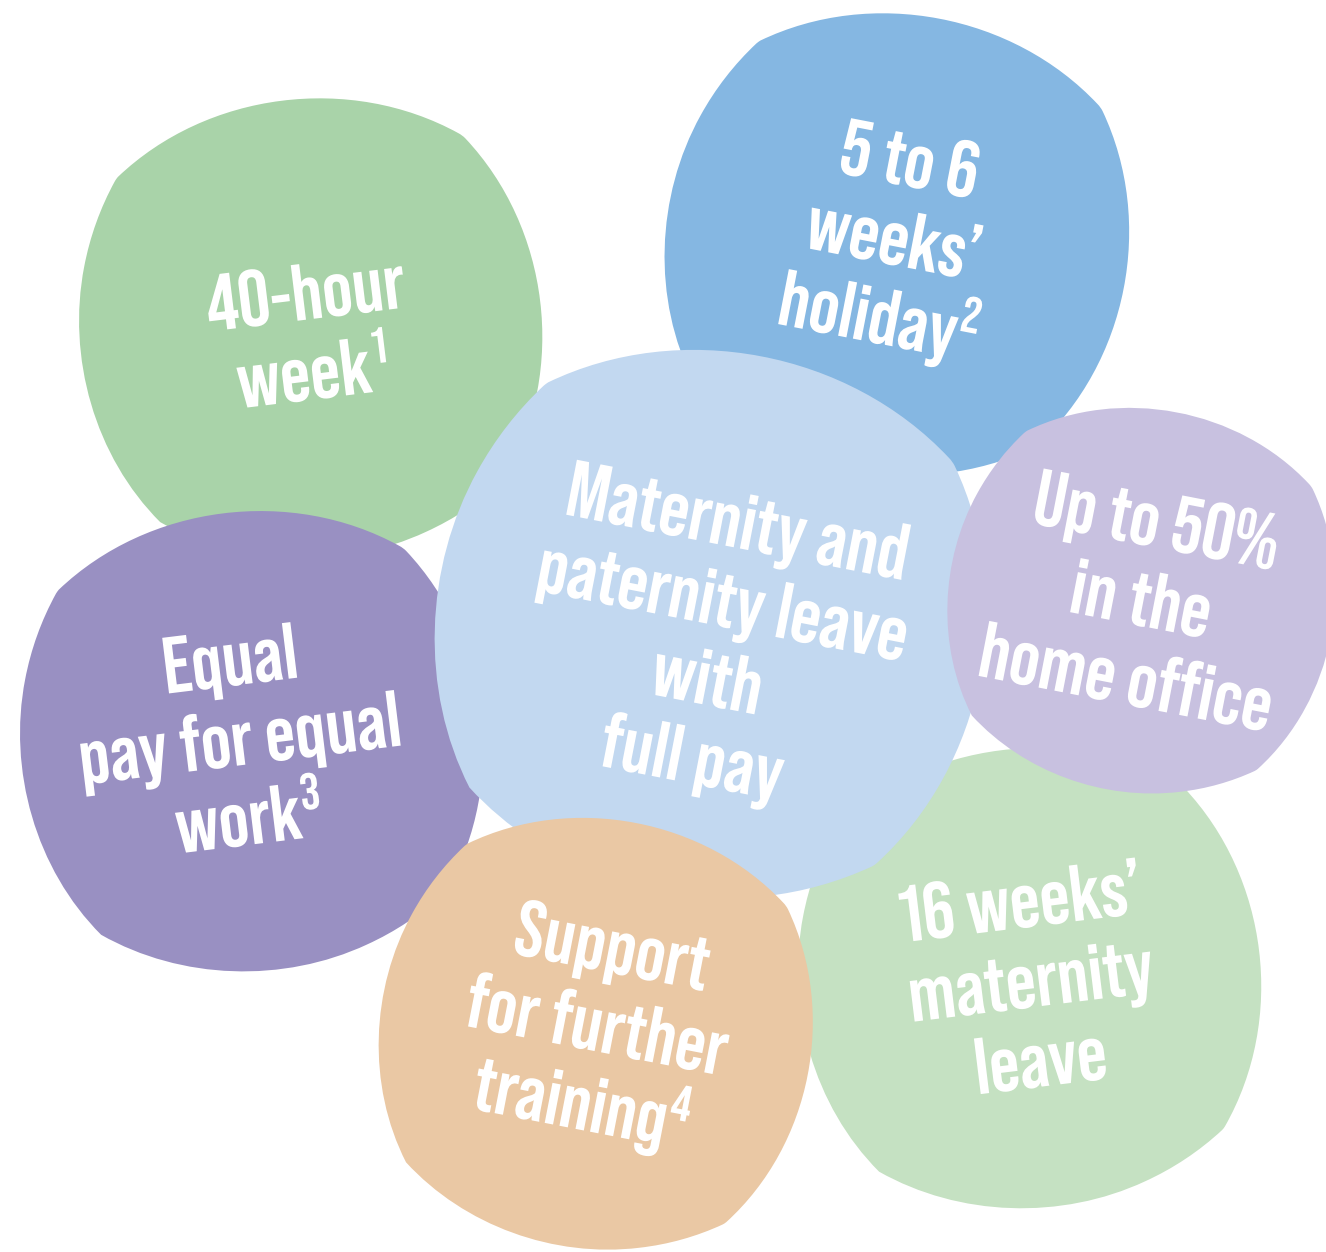 40-hour
week¹
5 to 6
weeks’
holiday²
Maternity and
paternity leave
with
full pay
Up to 50%
in the
home office
Equal
pay for equal
work³
Support
for further
training⁴
16 weeks’
maternity
leave